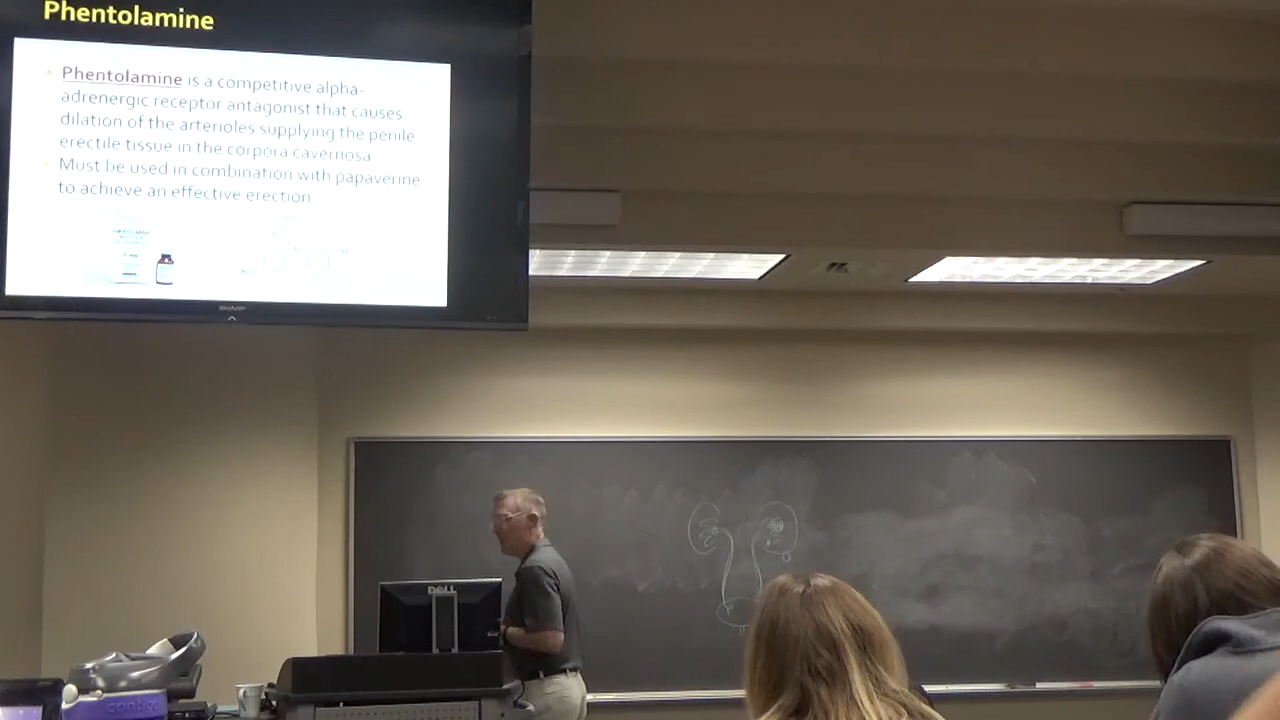 Phentolamine
Phentolamine is a competitive alpha-
adrenergic receptor antagonist that causes
dilation of the arterioles supplying the penile
erectile tissue in the corpora cavernosa
Must be used in combination with papaverine
to achieve an effective erection
SHARP
DELL
contigo